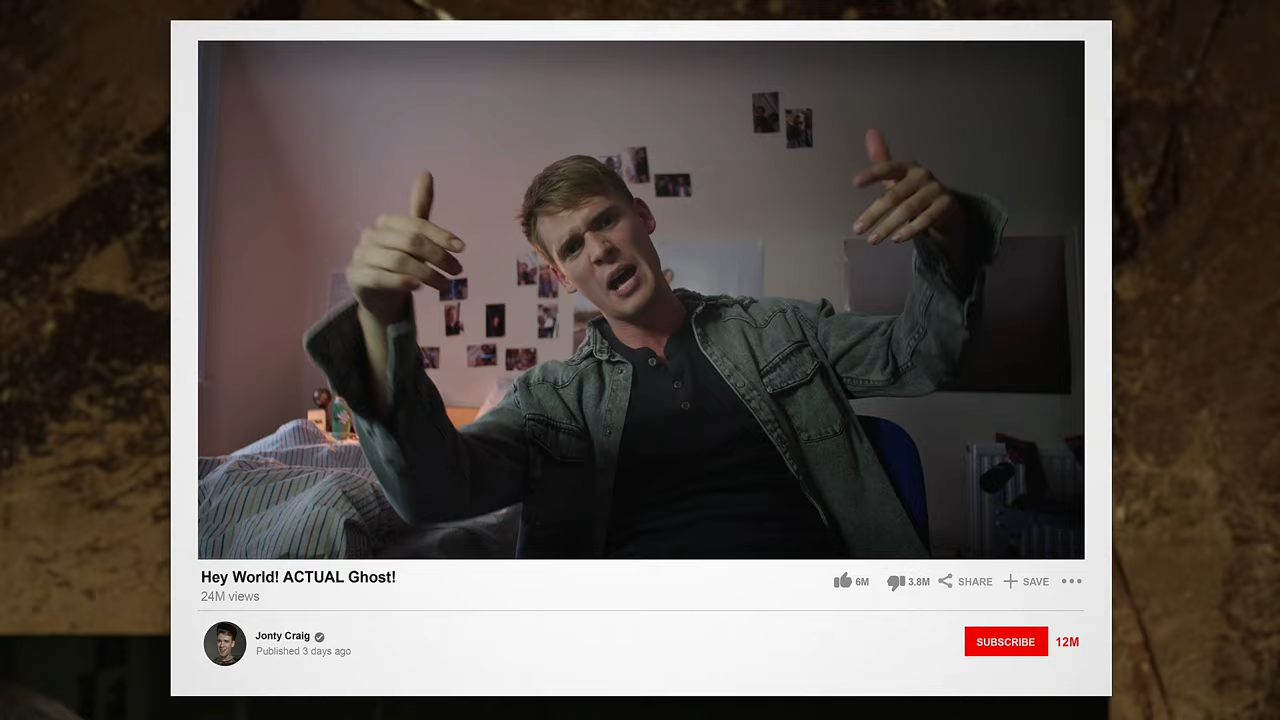 Hey World! ACTUAL Ghost!
24M views
6M 3.8M SHARE SAVE
Jonty Craig
Published 3 days ago
SUBSCRIBE 12M